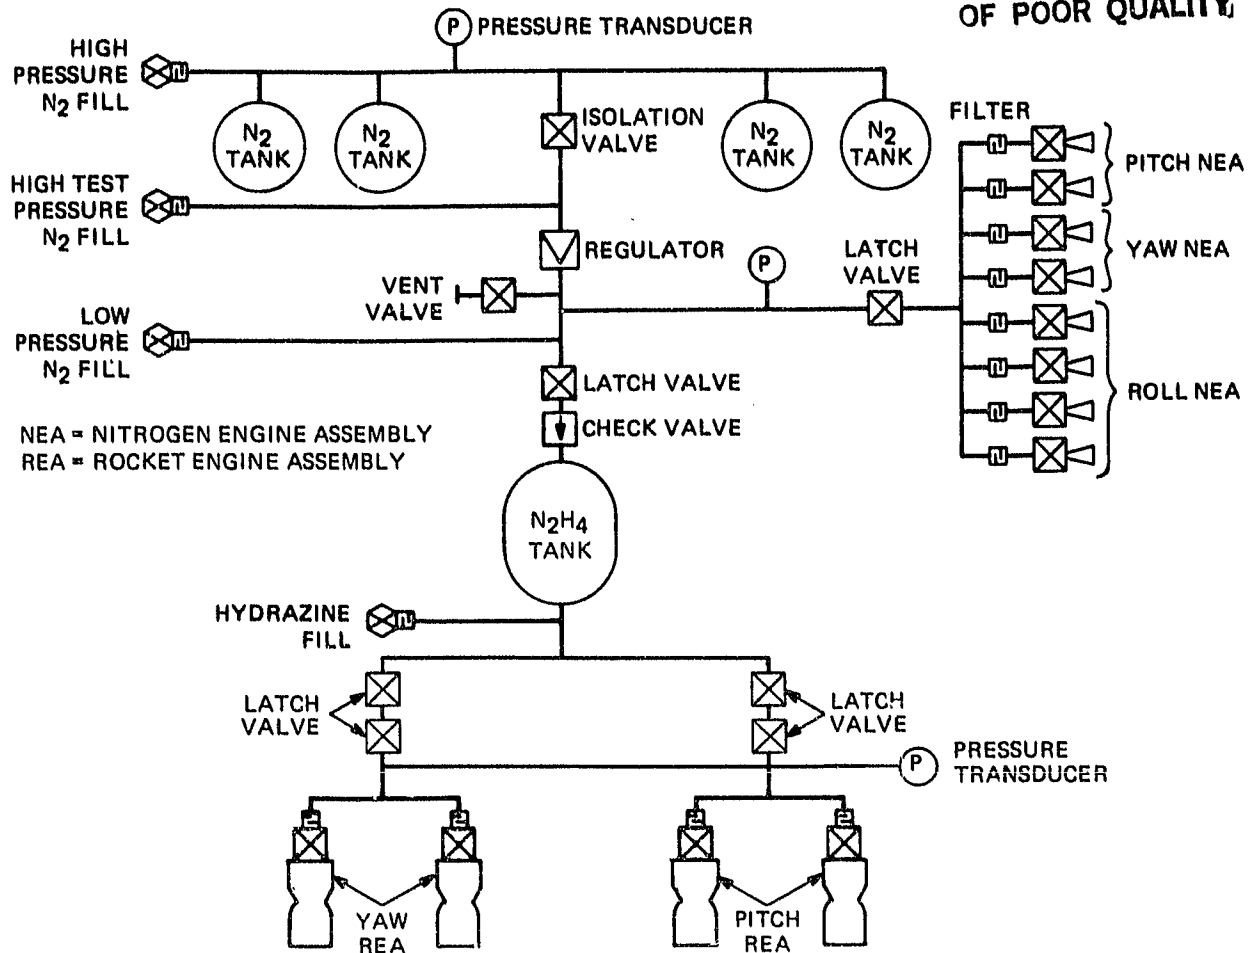 OF POOR QUALITY
P PRESSURE TRANSDUCER
HIGH
PRESSURE
N2 FILL
N2
TANK
N2
TANK
ISOLATION
VALVE
N2
TANK
N2
TANK
FILTER
PITCH NEA
HIGH TEST
PRESSURE
N2 FILL
REGULATOR
P
LATCH
VALVE
YAW NEA
VENT
VALVE
LOW
PRESSURE
N2 FILL
LATCH VALVE
ROLL NEA
CHECK VALVE
NEA = NITROGEN ENGINE ASSEMBLY
REA = ROCKET ENGINE ASSEMBLY
N2H4
TANK
HYDRAZINE
FILL
LATCH
VALVE
LATCH
VALVE
P
PRESSURE
TRANSDUCER
YAW
REA
PITCH
REA